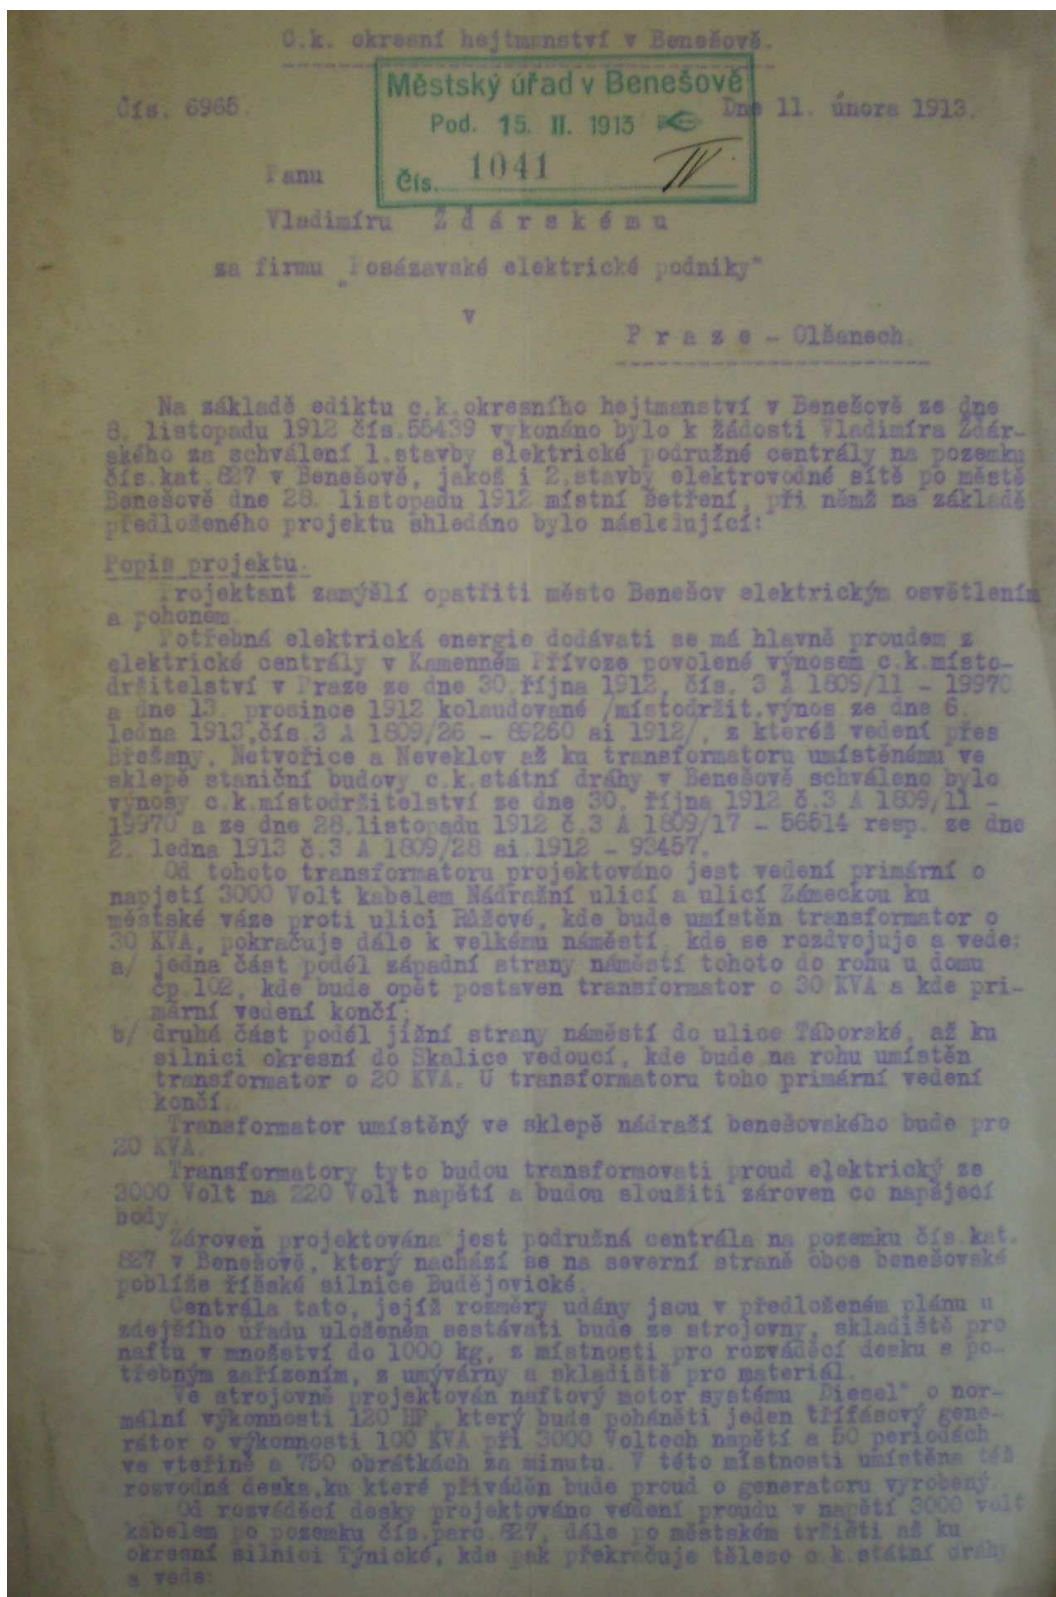 C.k. okresní hejtmanství v Benešově.
Městský úřad v Benešově
Čís. 6965.
Dne 11. února 1913.
Pod. 15. II. 1913
Čís. 1041 IV.
Panu
Vladimíru Ždárskému
za firmu „Posázavské elektrické podniky"
v
Praze - Olšanech.
Na základě ediktu c.k.okresního hejtmanství v Benešově ze dne
8. listopadu 1912 čís.55439 vykonáno bylo k žádosti Vladimíra Ždár-
ského za schválení 1.stavby elektrické podružné centrály na pozemku
čís.kat.827 v Benešově, jakož i 2.stavby elektrovodné sítě po městě
Benešově dne 28. listopadu 1912 místní šetření, při němž na základě
předloženého projektu shledáno bylo následující:
Popis projektu.
Projektant zamýšlí opatřiti město Benešov elektrickým osvětlením
a pohonem.
Potřebná elektrická energie dodávati se má hlavně proudem z
elektrické centrály v Kamenném Přívoze povolené výnosem c.k.místo-
držitelství v Praze ze dne 30.října 1912, čís. 3 A 1809/11 - 19970
a dne 13. prosince 1912 kolaudované /místodržit.výnos ze dne 6.
ledna 1913,čís.3 A 1809/26 - 89260 ai 1912/, z kteréž vedení přes
Břešany, Netvořice a Neveklov až ku transformatoru umístěnému ve
sklepě staniční budovy c.k.státní dráhy v Benešově schváleno bylo
výnosy c.k.místodržitelství ze dne 30. října 1912 č.3 A 1809/11 -
19970 a ze dne 28.listopadu 1912 č.3 A 1809/17 - 56514 resp. ze dne
2. ledna 1913 č.3 A 1809/28 ai.1912 - 93457.
Od tohoto transformatoru projektováno jest vedení primární o
napjetí 3000 Volt kabelem Nádražní ulicí a ulicí Zámeckou ku
městské váze proti ulici Růžové, kde bude umístěn transformator o
30 KVA, pokračuje dále k velkému náměstí, kde se rozdvojuje a vede:
a/ jedna část podél západní strany náměstí tohoto do rohu u domu
čp.102, kde bude opět postaven transformator o 30 KVA a kde pri-
mární vedení končí;
b/ druhá část podél jižní strany náměstí do ulice Táborské, až ku
silnici okresní do Skalice vedoucí, kde bude na rohu umístěn
transformator o 20 KVA. U transformatoru toho primární vedení
končí.
Transformator umístěný ve sklepě nádraží benešovského bude pro
20 KVA.
Transformatory tyto budou transformovati proud elektrický ze
3000 Volt na 220 Volt napětí a budou sloužiti zároven co napájecí
body.
Zároveň projektována jest podružná centrála na pozemku čís.kat.
827 v Benešově, který nachází se na severní straně obce benešovské
poblíže říšské silnice Budějovické.
Centrála tato, jejíž rozměry udány jsou v předloženém plánu u
zdejšího úřadu uloženém sestávati bude ze strojovny, skladiště pro
naftu v množství do 1000 kg, z místnosti pro rozváděcí desku s po-
třebným zařízením, z umývárny a skladiště pro materiál.
Ve strojovně projektován naftový motor systému „Diesel" o nor-
mální výkonnosti 120 HP, který bude poháněti jeden třífásový gene-
rátor o výkonnosti 100 KVA při 3000 Voltech napětí a 50 periodách
ve vteřině a 750 obrátkách za minutu. V této místnosti umístěna též
rozvodná deska,ku které přiváděn bude proud o generatoru vyrobený.
Od rozváděcí desky projektováno vedení proudu v napětí 3000 volt
kabelem po pozemku čís.parc.827, dále po městském tržišti až ku
okresní silnici Týnické, kde pak překračuje těleso c.k.státní dráhy
a vede: